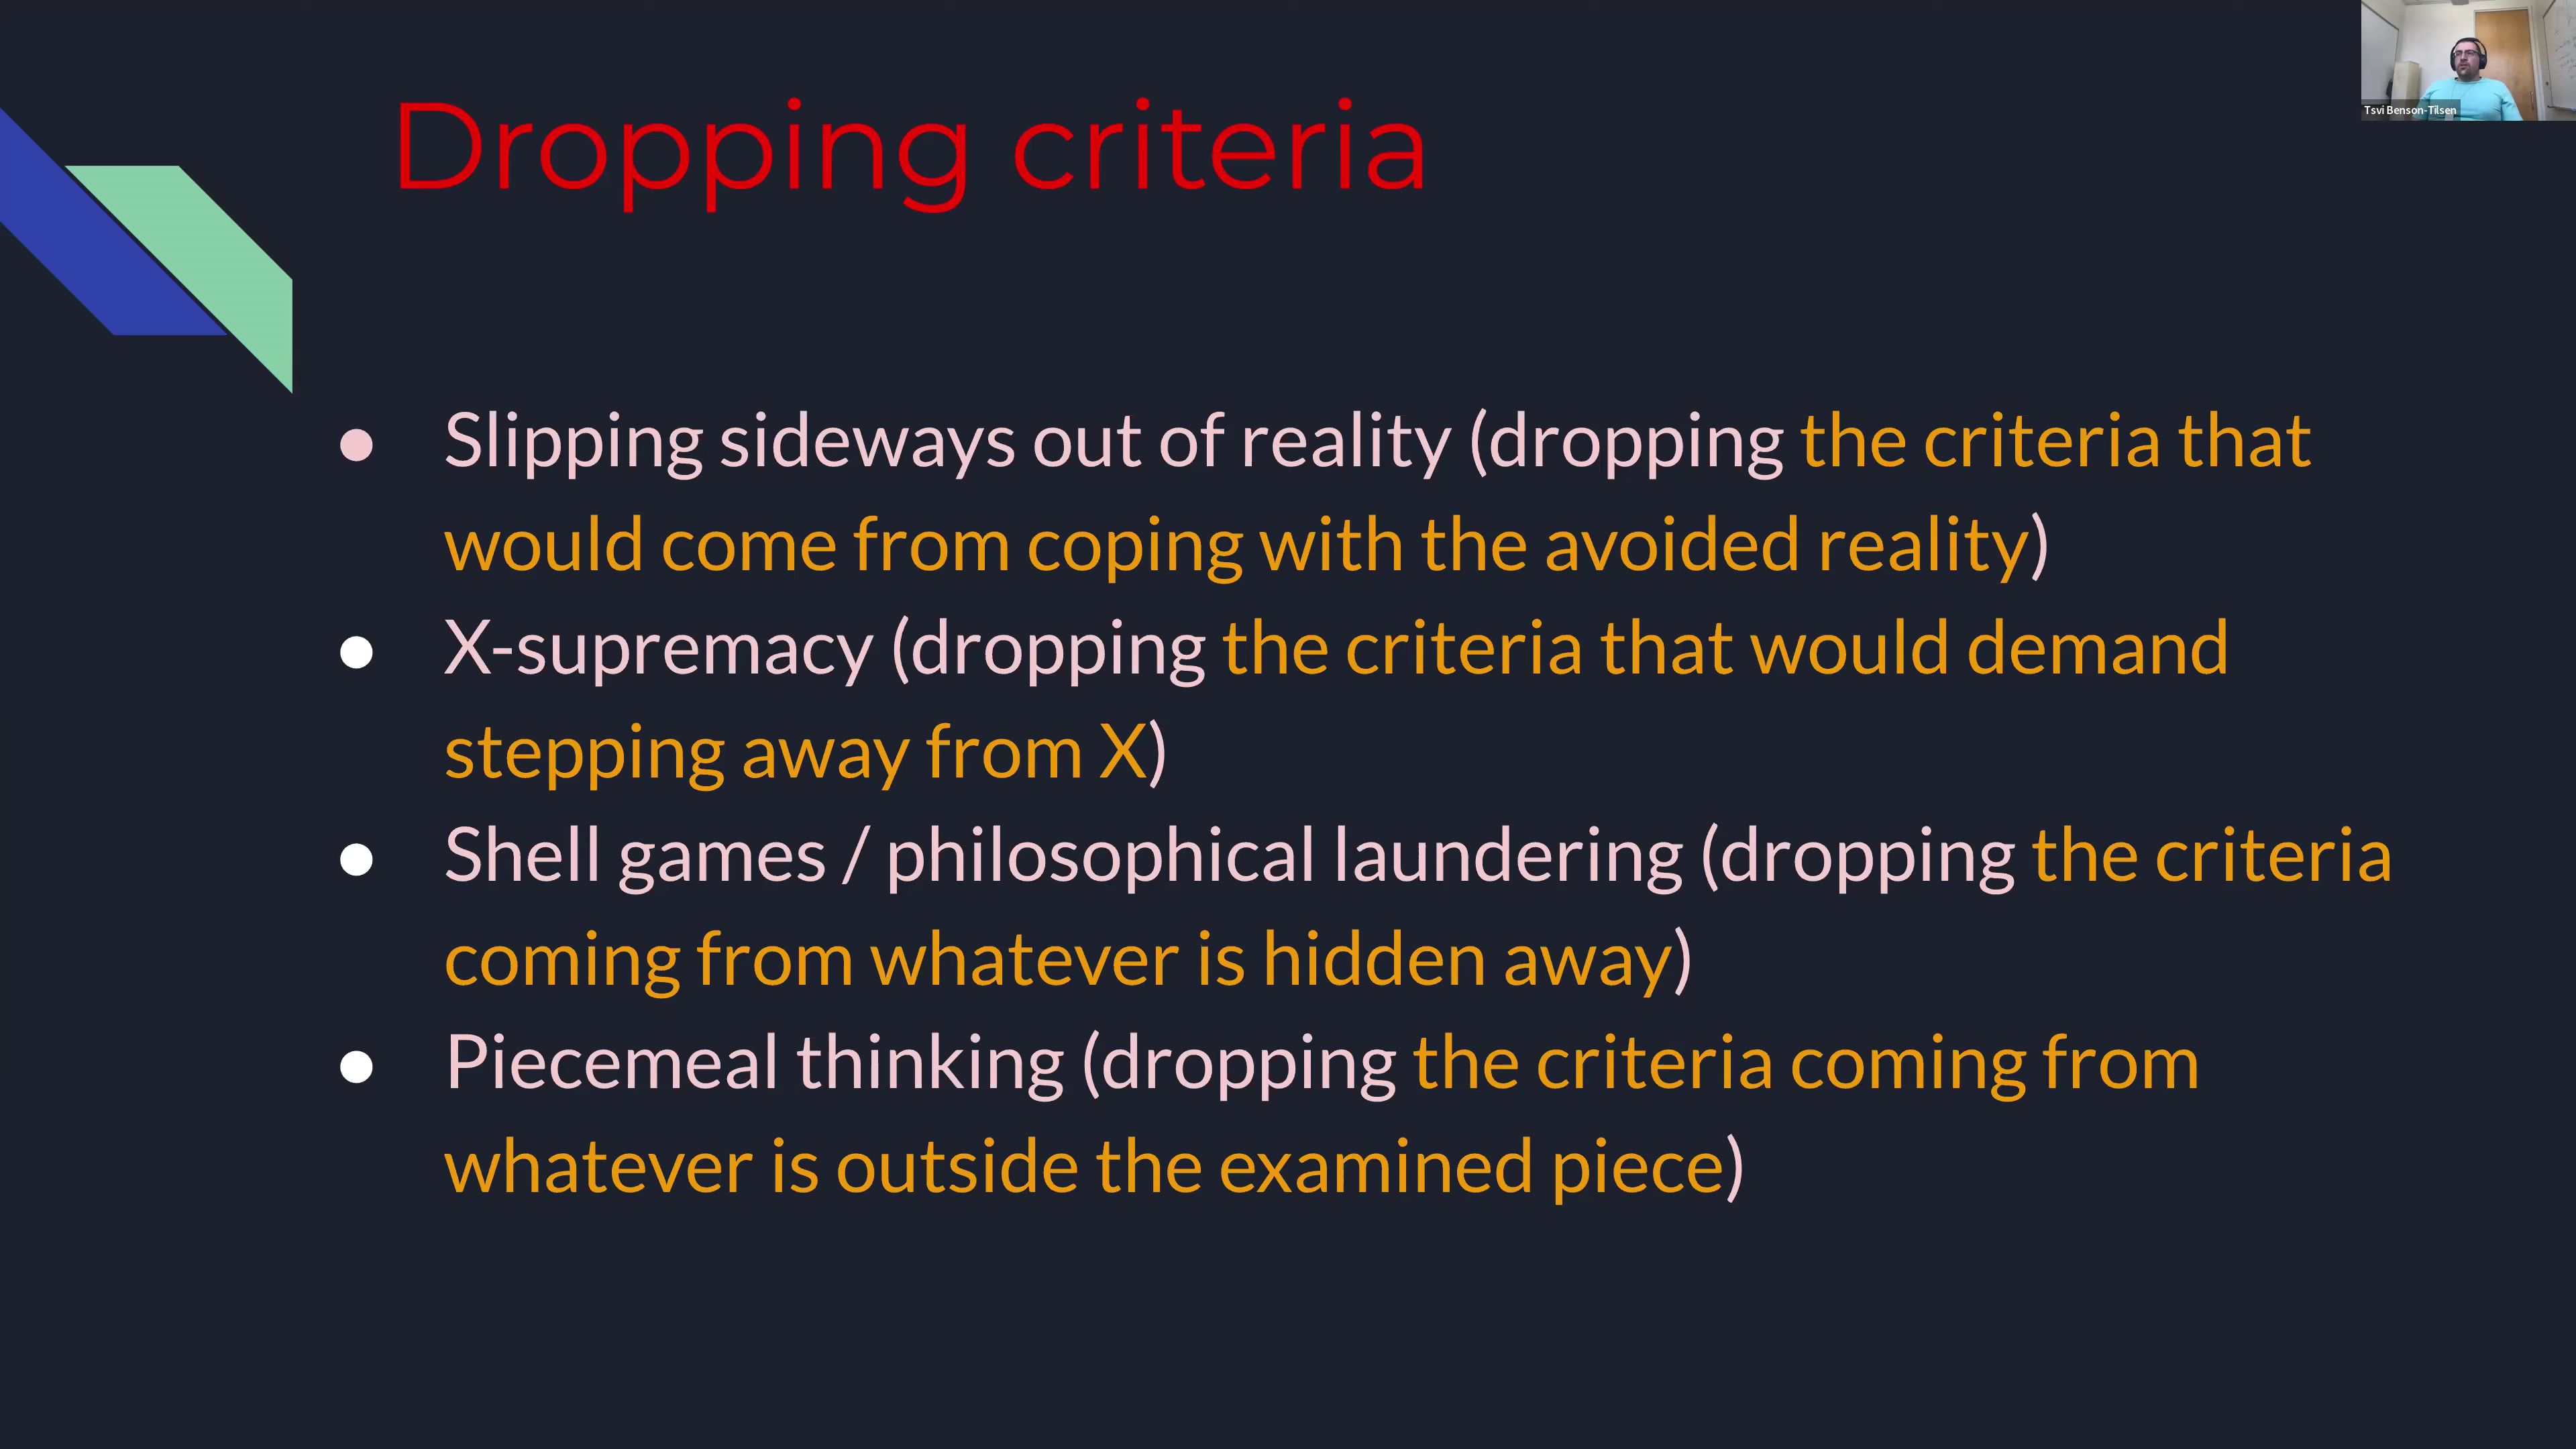 Dropping criteria
Tsvi Benson-Tilsen
● Slipping sideways out of reality (dropping the criteria that
would come from coping with the avoided reality)
● X-supremacy (dropping the criteria that would demand
stepping away from X)
● Shell games / philosophical laundering (dropping the criteria
coming from whatever is hidden away)
● Piecemeal thinking (dropping the criteria coming from
whatever is outside the examined piece)